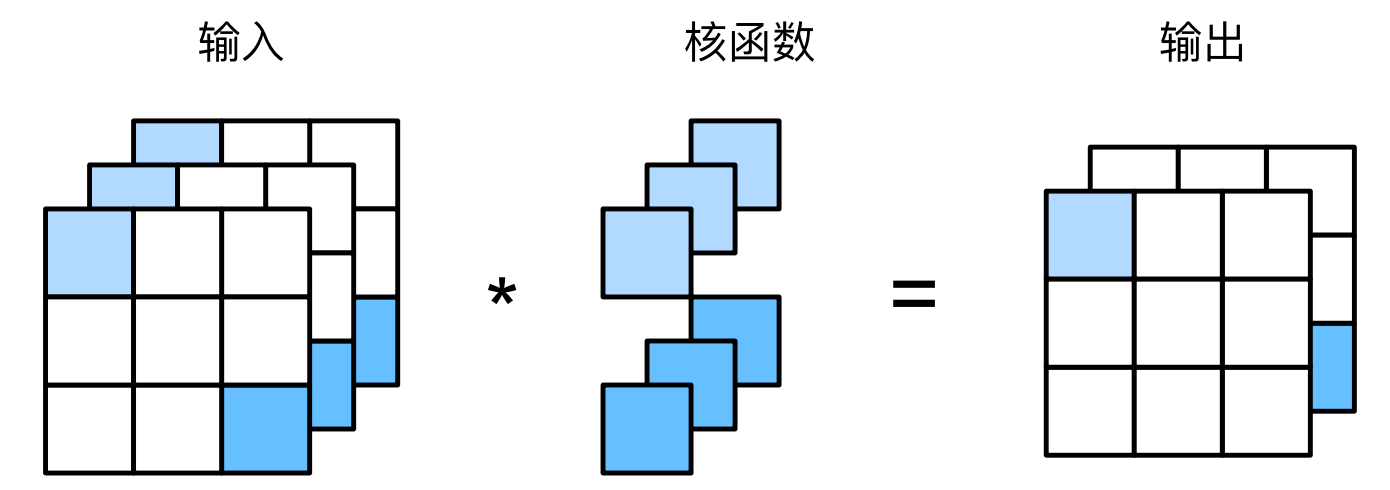 输入 核函数 输出
* =